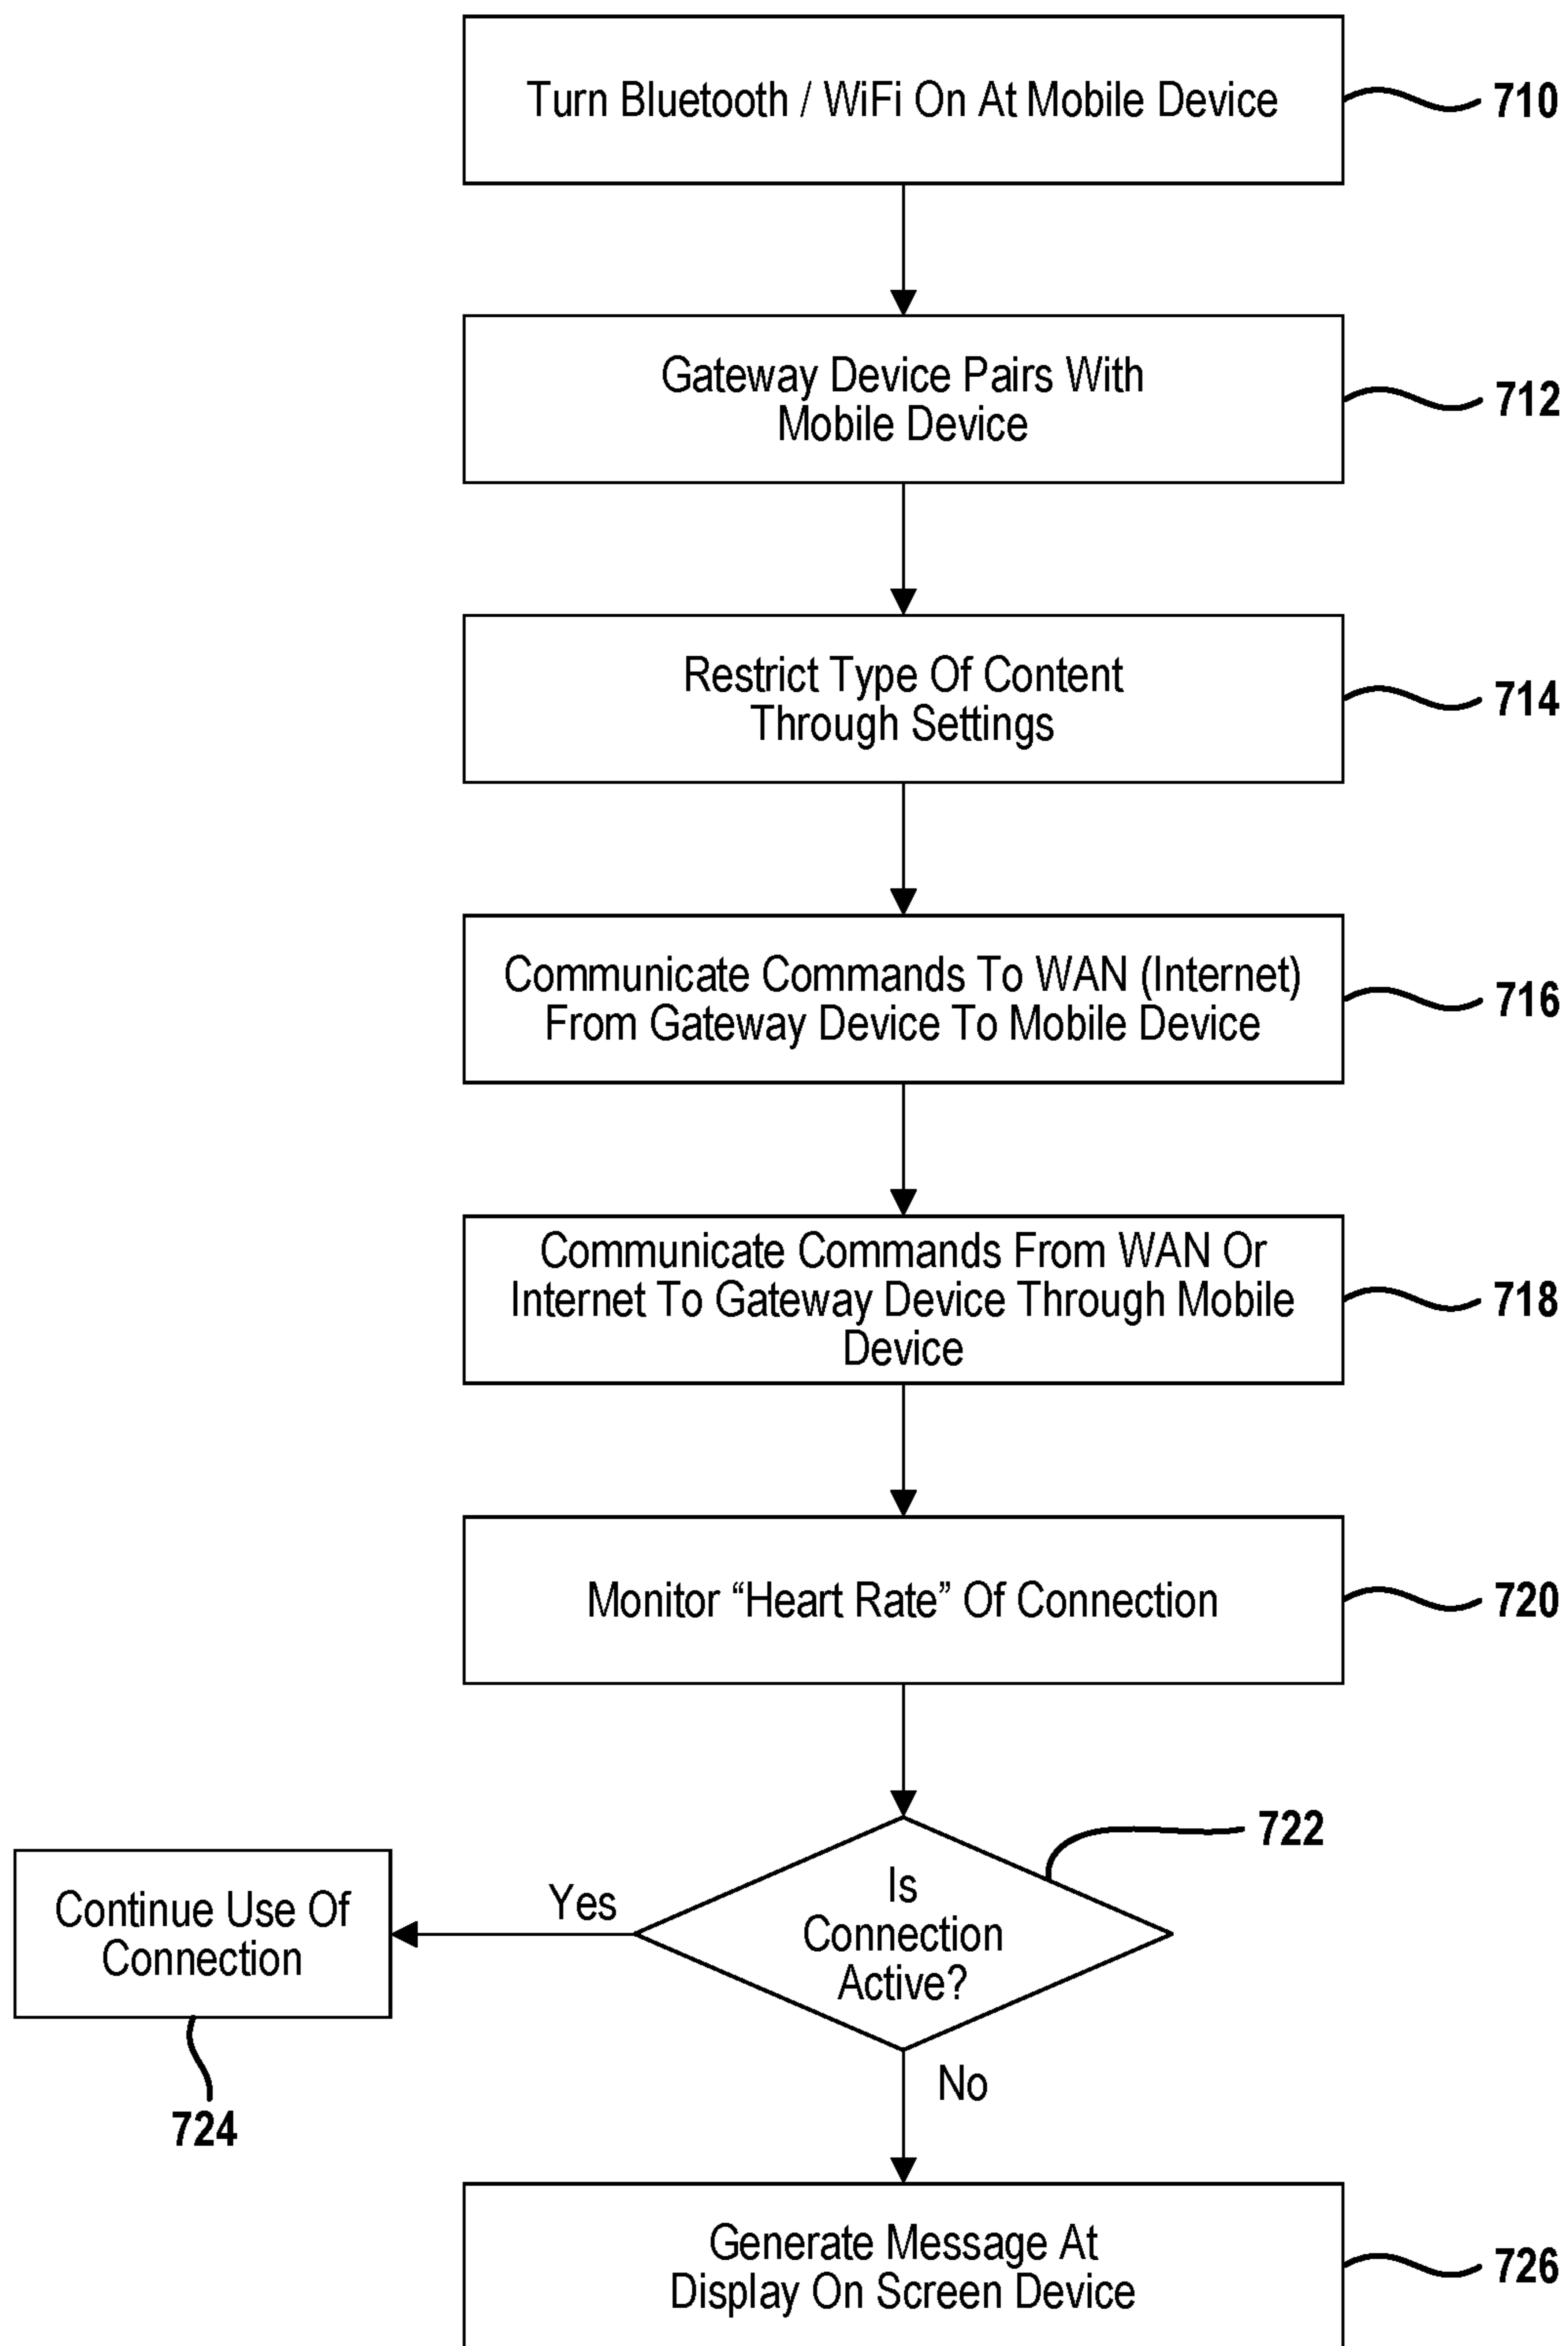 Turn Bluetooth / WiFi On At Mobile Device
710
Gateway Device Pairs With
Mobile Device
712
Restrict Type Of Content
Through Settings
714
Communicate Commands To WAN (Internet)
From Gateway Device To Mobile Device
716
Communicate Commands From WAN Or
Internet To Gateway Device Through Mobile
Device
718
Monitor “Heart Rate” Of Connection
720
Is
Connection
Active?
722
Yes
Continue Use Of
Connection
724
No
Generate Message At
Display On Screen Device
726